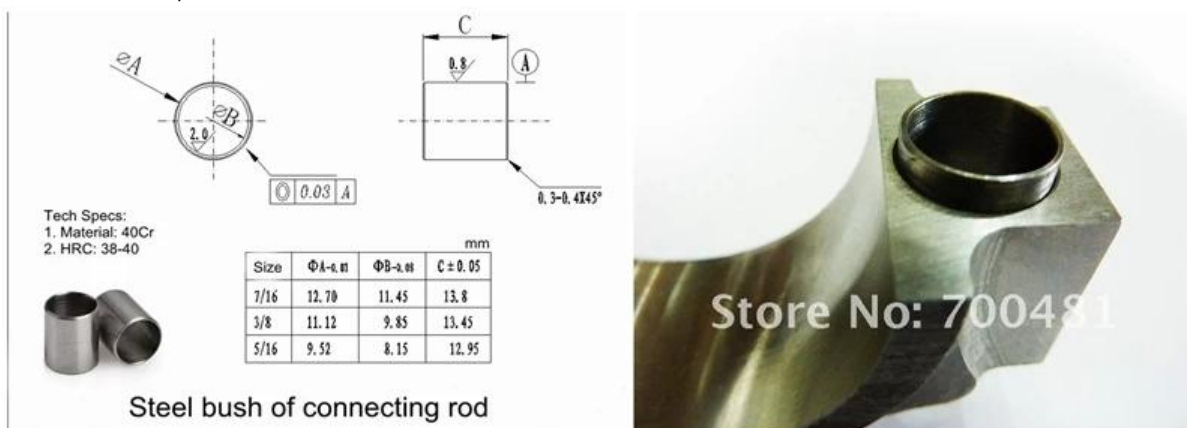 C
⌀A
0.8
A
⌀B
2.0
◎ 0.03 A
0.3-0.4X45°
Tech Specs:
1. Material: 40Cr
2. HRC: 38-40
mm
Size ΦA-0.03 ΦB-0.08 C±0.05
7/16 12.70 11.45 13.8
3/8 11.12 9.85 13.45
5/16 9.52 8.15 12.95
Steel bush of connecting rod
Store No: 700481